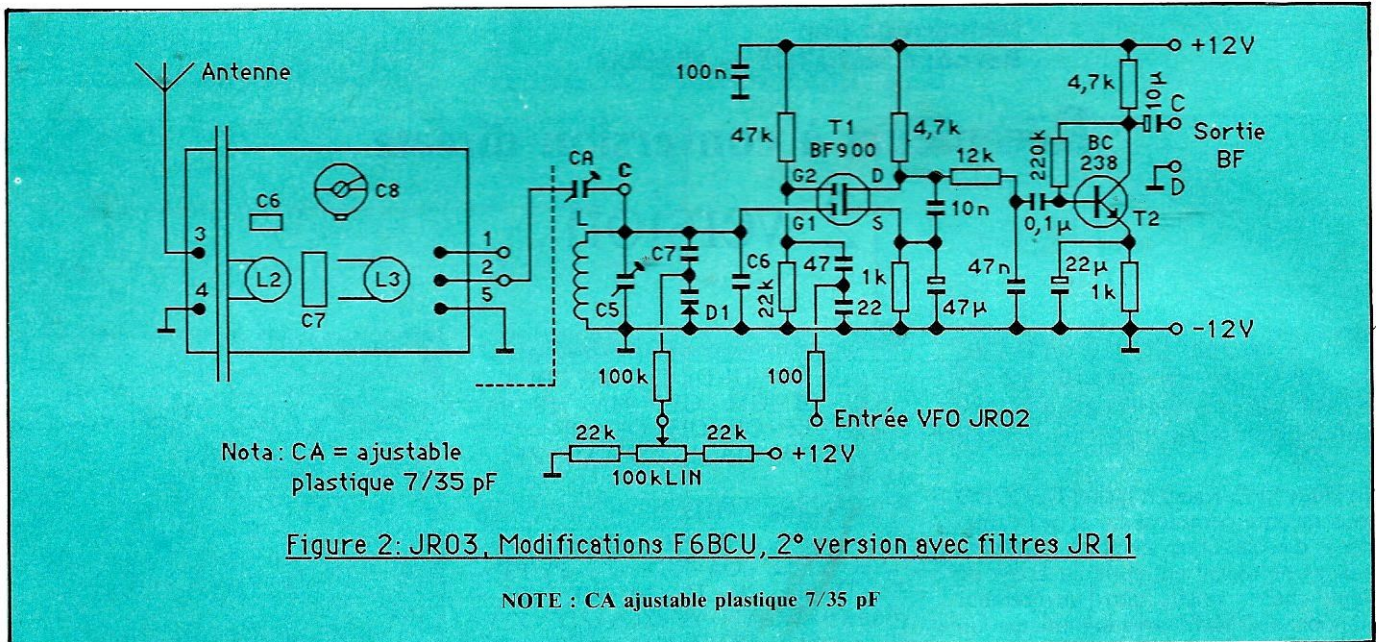 Antenne
3
4
C6
C8
L2
C7
L3
1
2
5
CA
C
L
C5
C7
D1
C6
100n
47k
G2
G1
T1
BF900
D
S
4,7k
12k
10n
22k
47
22
1k
47µ
0,1µ
47n
220k
BC
238
T2
22µ
1k
4,7k
10µ
+12V
C
Sortie
BF
D
-12V
100k
100
Entrée VFO JR02
22k
22k
+12V
100kLIN
Nota: CA = ajustable
plastique 7/35 pF
Figure 2: JR03, Modifications F6BCU, 2° version avec filtres JR11
NOTE : CA ajustable plastique 7/35 pF